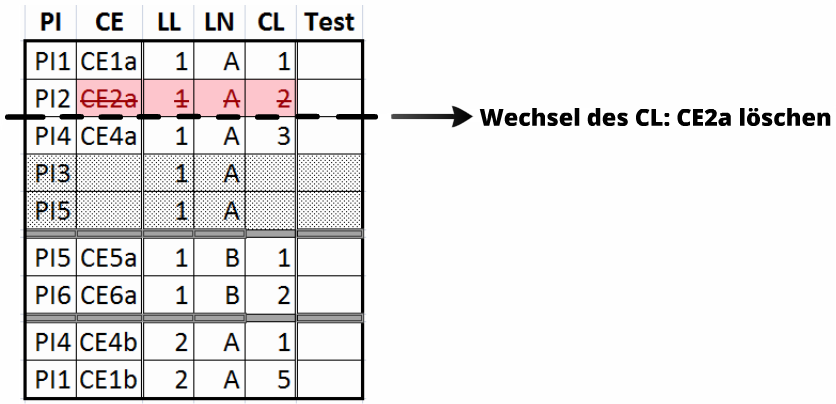 PI CE LL LN CL Test
PI1 CE1a 1 A 1
PI2 CE2a 1 A 2
Wechsel des CL: CE2a löschen
PI4 CE4a 1 A 3
PI3 1 A
PI5 1 A
PI5 CE5a 1 B 1
PI6 CE6a 1 B 2
PI4 CE4b 2 A 1
PI1 CE1b 2 A 5